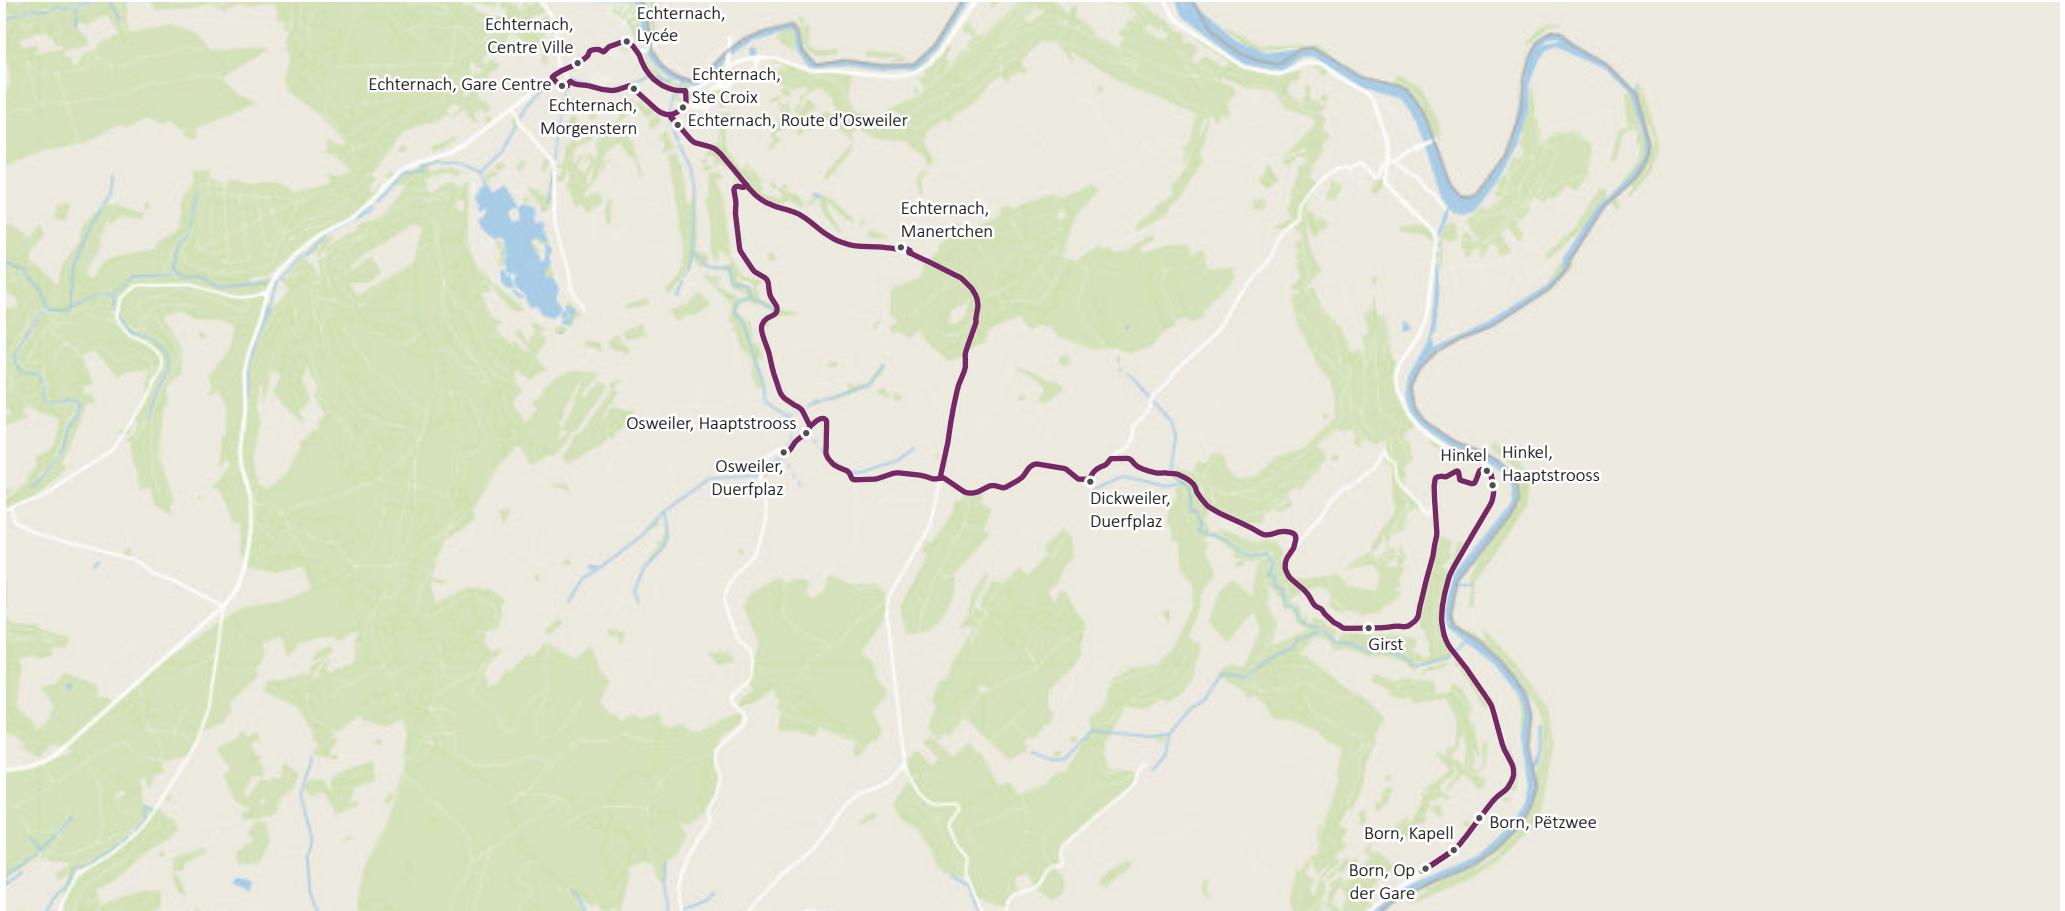 Echternach,
Lycée
Echternach,
Centre Ville
Echternach, Gare Centre
Echternach,
Ste Croix
Echternach,
Morgenstern
Echternach, Route d'Osweiler
Echternach,
Manertchen
Osweiler, Haaptstrooss
Osweiler,
Duerfplaz
Dickweiler,
Duerfplaz
Hinkel
Hinkel,
Haaptstrooss
Girst
Born, Pëtzwee
Born, Kapell
Born, Op
der Gare